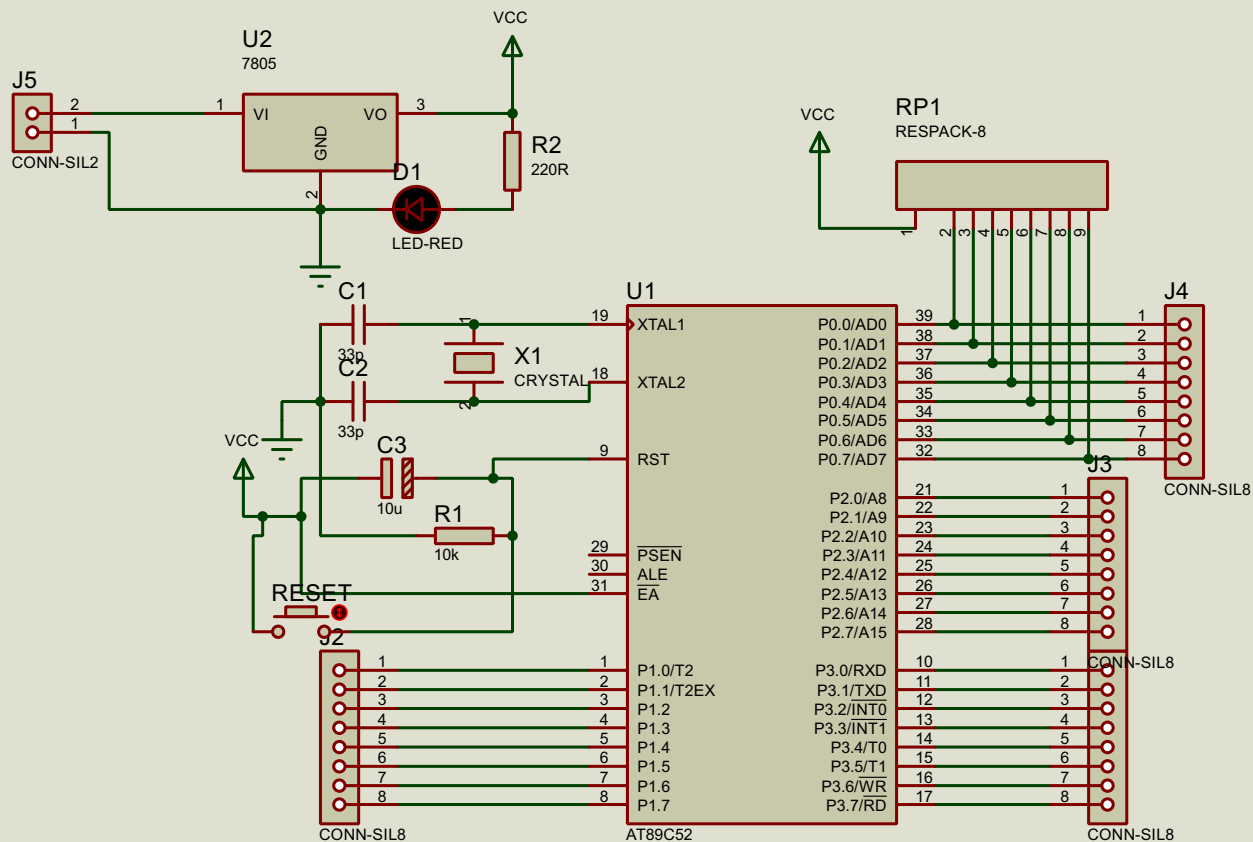 VCC
U2
7805
J5
2
1
1
VI
VO
3
GND
2
CONN-SIL2
R2
220R
D1
LED-RED
VCC
RP1
RESPACK-8
1
2
3
4
5
6
7
8
9
C1
33p
C2
33p
1
X1
CRYSTAL
2
U1
19
XTAL1
18
XTAL2
9
RST
29
PSEN
30
ALE
31
EA
VCC
C3
10u
R1
10k
RESET
J2
1 1 P1.0/T2
2 2 P1.1/T2EX
3 3 P1.2
4 4 P1.3
5 5 P1.4
6 6 P1.5
7 7 P1.6
8 8 P1.7
CONN-SIL8
AT89C52
J4
P0.0/AD0 39 1
P0.1/AD1 38 2
P0.2/AD2 37 3
P0.3/AD3 36 4
P0.4/AD4 35 5
P0.5/AD5 34 6
P0.6/AD6 33 7
P0.7/AD7 32 8
CONN-SIL8
J3
P2.0/A8 21 1
P2.1/A9 22 2
P2.2/A10 23 3
P2.3/A11 24 4
P2.4/A12 25 5
P2.5/A13 26 6
P2.6/A14 27 7
P2.7/A15 28 8
CONN-SIL8
P3.0/RXD 10 1
P3.1/TXD 11 2
P3.2/INT0 12 3
P3.3/INT1 13 4
P3.4/T0 14 5
P3.5/T1 15 6
P3.6/WR 16 7
P3.7/RD 17 8
CONN-SIL8